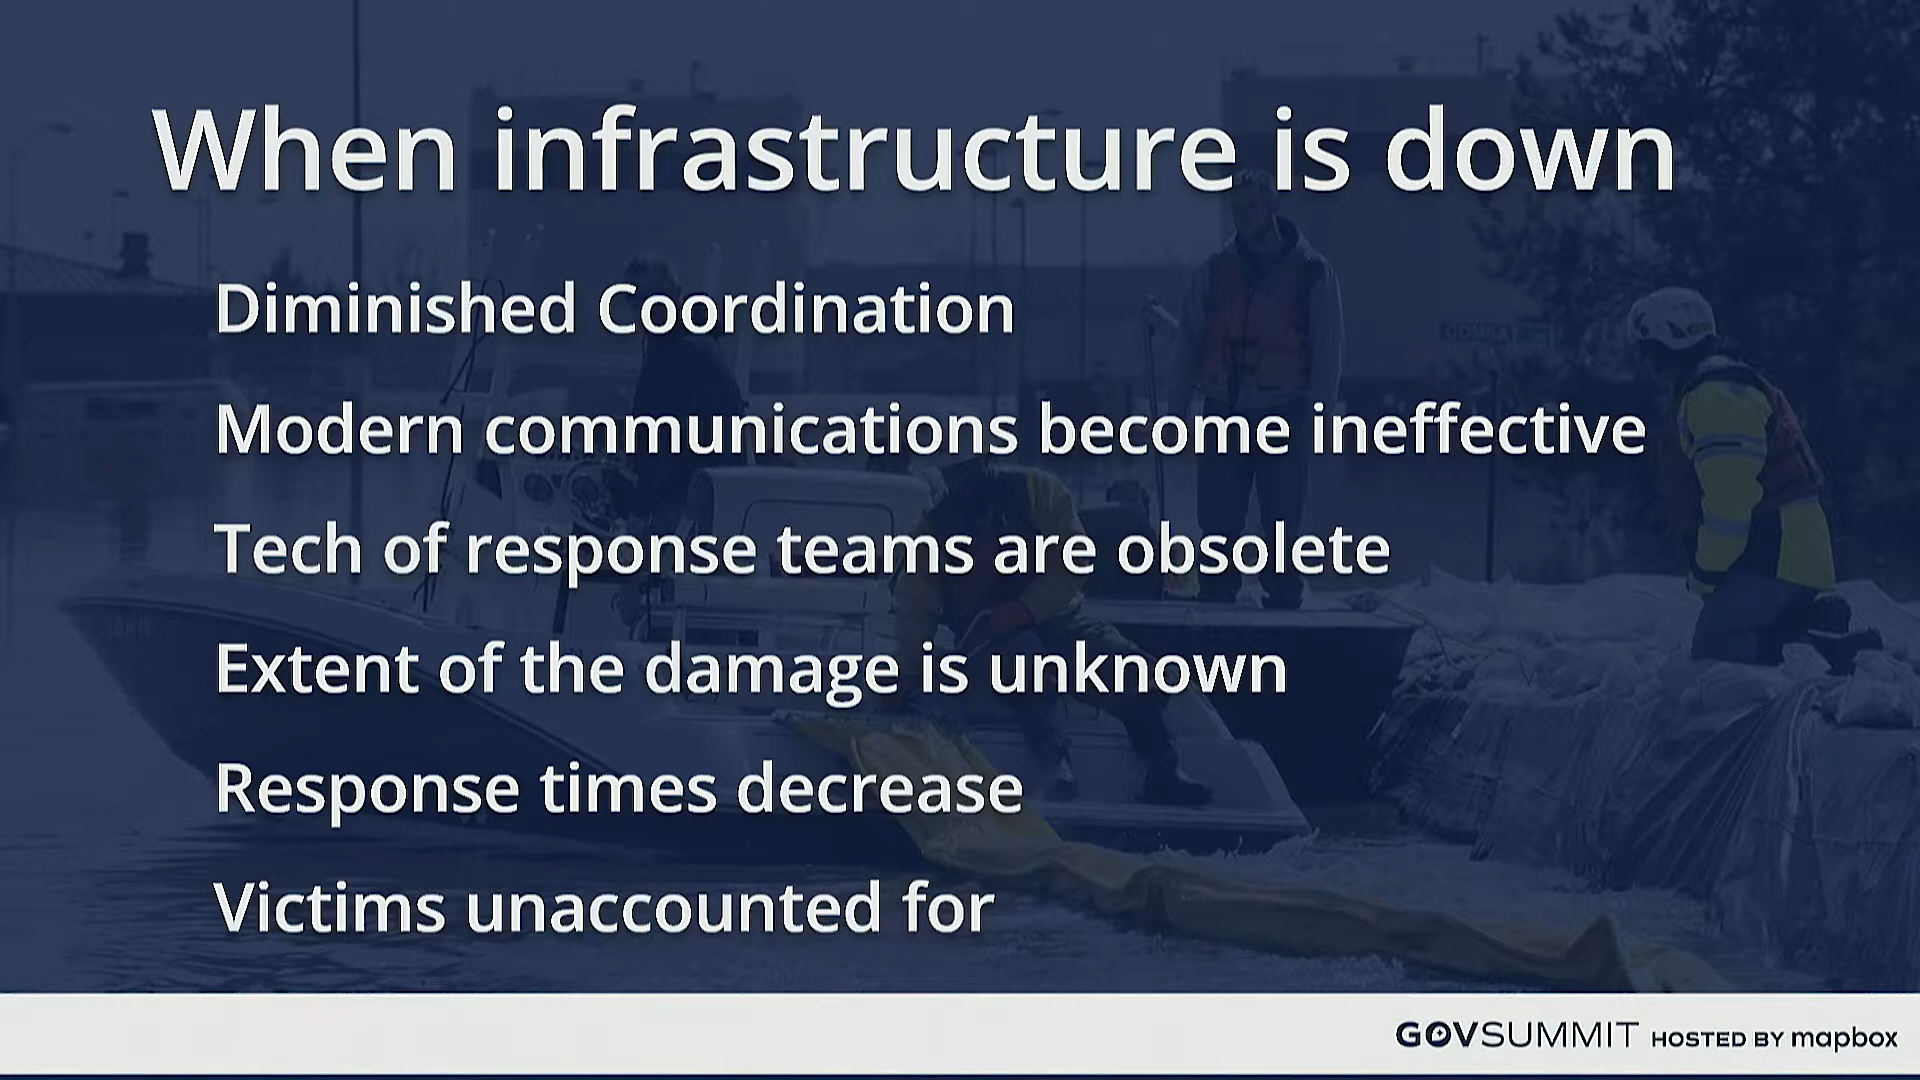 When infrastructure is down
Diminished Coordination
Modern communications become ineffective
Tech of response teams are obsolete
Extent of the damage is unknown
Response times decrease
Victims unaccounted for
COMBAT
GOVSUMMIT HOSTED BY mapbox